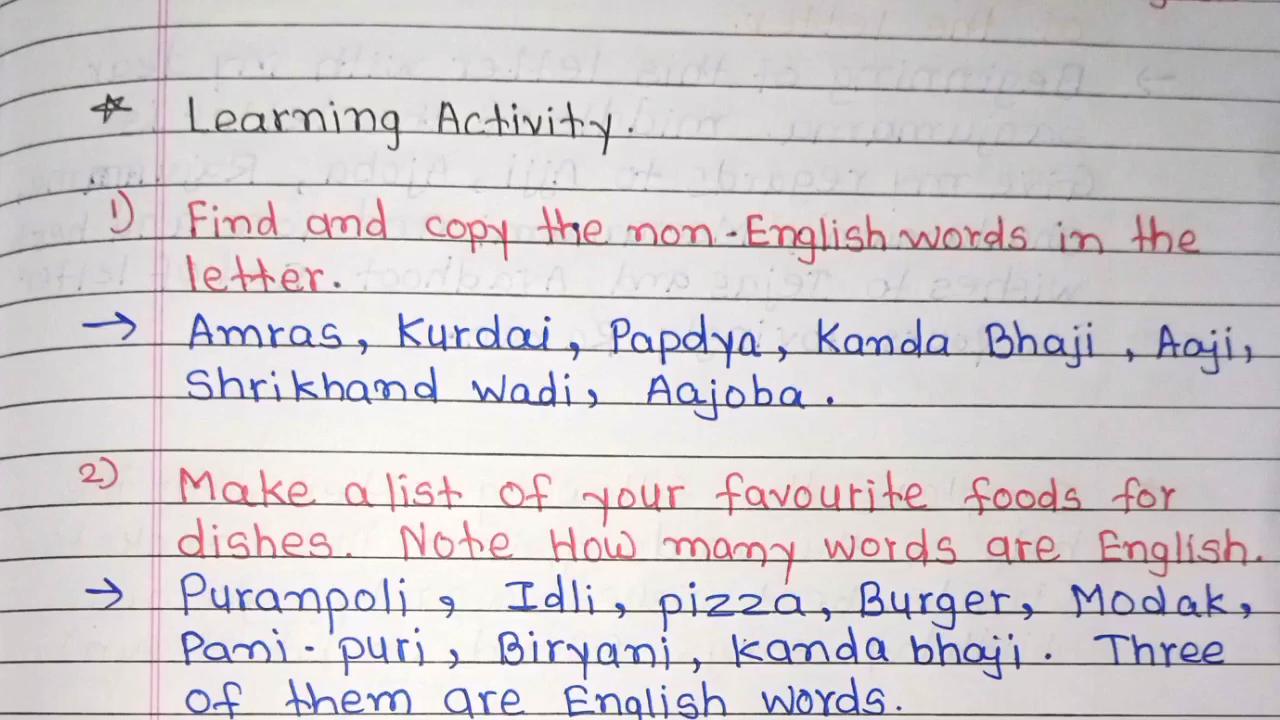 * Learning Activity.
1) Find and copy the non-English words in the
letter.
→ Amras, Kurdai, Papdya, Kanda Bhaji, Aaji,
Shrikhand wadi, Aajoba.
2) Make a list of your favourite foods for
dishes. Note How many words are English.
→ Puranpoli, Idli, pizza, Burger, Modak,
Pani-puri, Biryani, Kanda bhaji. Three
of them are English words.